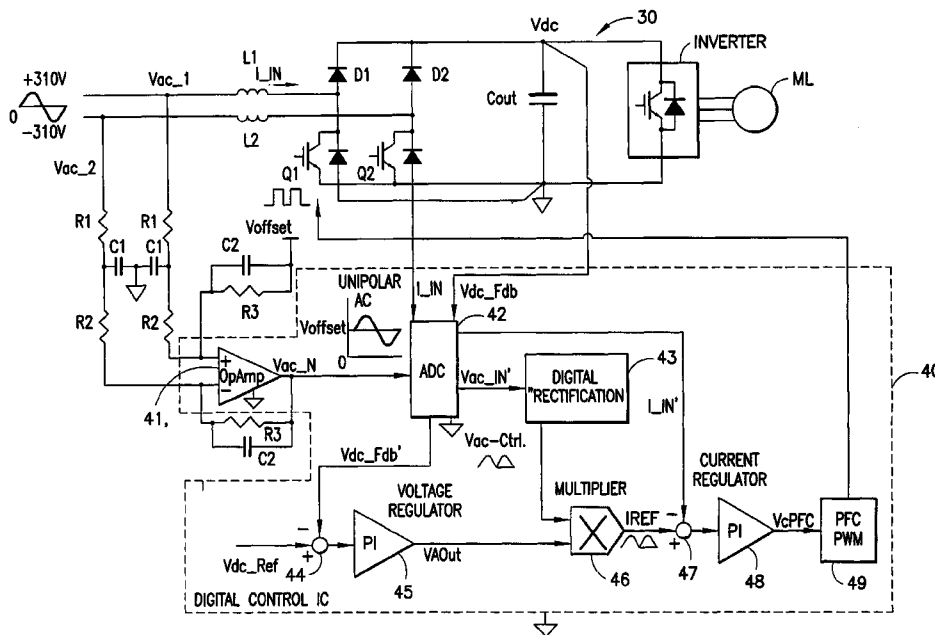 Vdc
30
INVERTER
L1
I_IN
D1
D2
+310V
Vac_1
0
-310V
Cout
ML
L2
Vac_2
Q1
Q2
R1
R1
Voffset
C1
C1
C2
R3
I_IN
Vdc_Fdb
UNIPOLAR
AC
42
R2
R2
Voffset
0
43
40
+
OpAmp
-
Vac_N
ADC
Vac_IN'
DIGITAL
"RECTIFICATION
I_IN'
41,
R3
C2
Vdc_Fdb'
Vac-Ctrl.
VOLTAGE
REGULATOR
MULTIPLIER
CURRENT
REGULATOR
-
PI
X
IREF
-
PI
VcPFC
PFC
PWM
Vdc_Ref
+
44
VAOut
+
45
46
47
48
49
DIGITAL CONTROL IC